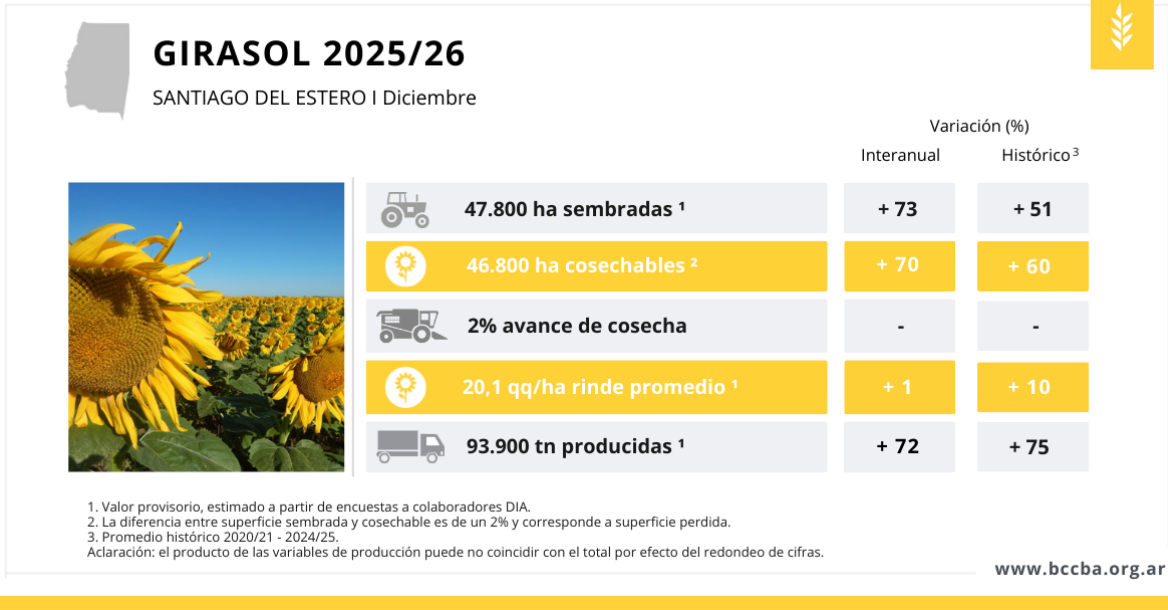 GIRASOL 2025/26
SANTIAGO DEL ESTERO I Diciembre
Variación (%)
Interanual Histórico ³
47.800 ha sembradas ¹ + 73 + 51
46.800 ha cosechables ² + 70 + 60
2% avance de cosecha - -
20,1 qq/ha rinde promedio ¹ + 1 + 10
93.900 tn producidas ¹ + 72 + 75
1. Valor provisorio, estimado a partir de encuestas a colaboradores DIA.
2. La diferencia entre superficie sembrada y cosechable es de un 2% y corresponde a superficie perdida.
3. Promedio histórico 2020/21 - 2024/25.
Aclaración: el producto de las variables de producción puede no coincidir con el total por efecto del redondeo de cifras.
www.bccba.org.ar